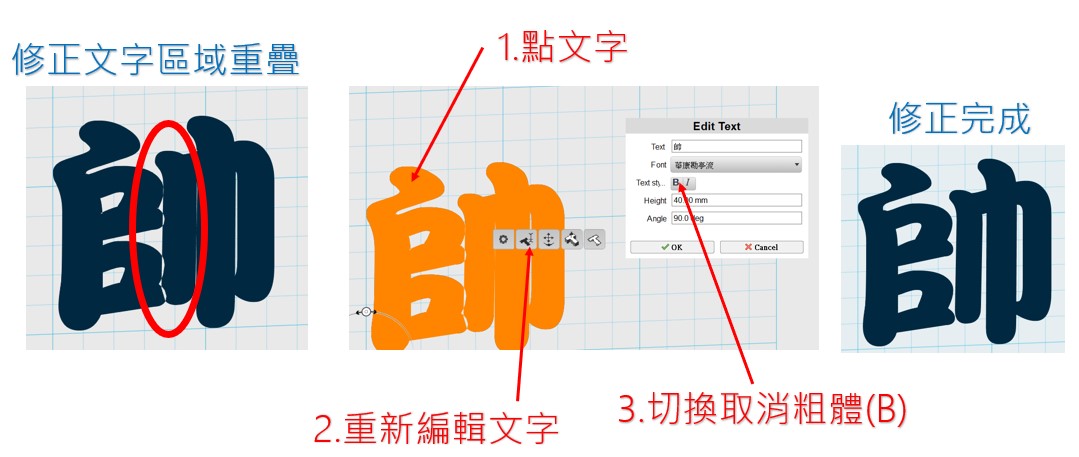 修正文字區域重疊
帥
1.點文字
帥
Edit Text
Text 帥
Font 華康勘亭流
Text sty... B I
Height 40.00 mm
Angle 90.0 deg
OK Cancel
2.重新編輯文字
3.切換取消粗體(B)
修正完成
帥